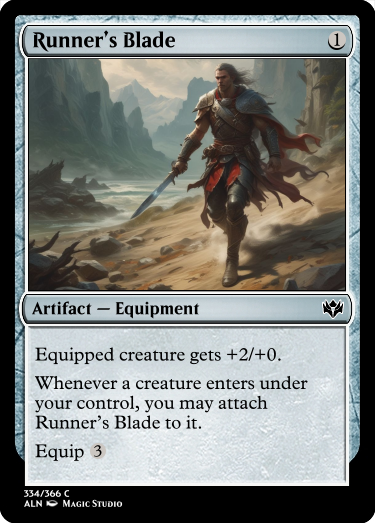 Runner's Blade 1
Artifact — Equipment
Equipped creature gets +2/+0.
Whenever a creature enters under
your control, you may attach
Runner's Blade to it.
Equip 3
334/366 C
ALN Magic Studio